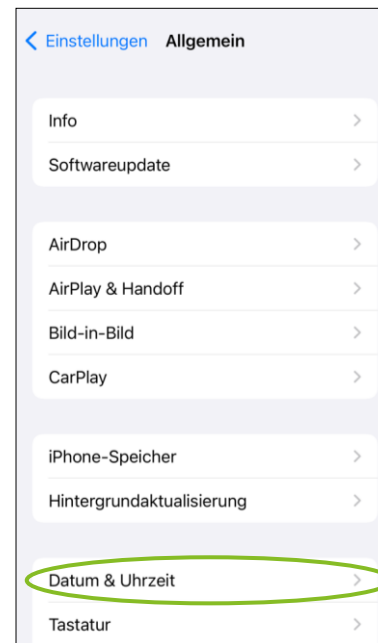 Einstellungen Allgemein
Info
Softwareupdate
AirDrop
AirPlay & Handoff
Bild-in-Bild
CarPlay
iPhone-Speicher
Hintergrundaktualisierung
Datum & Uhrzeit
Tastatur